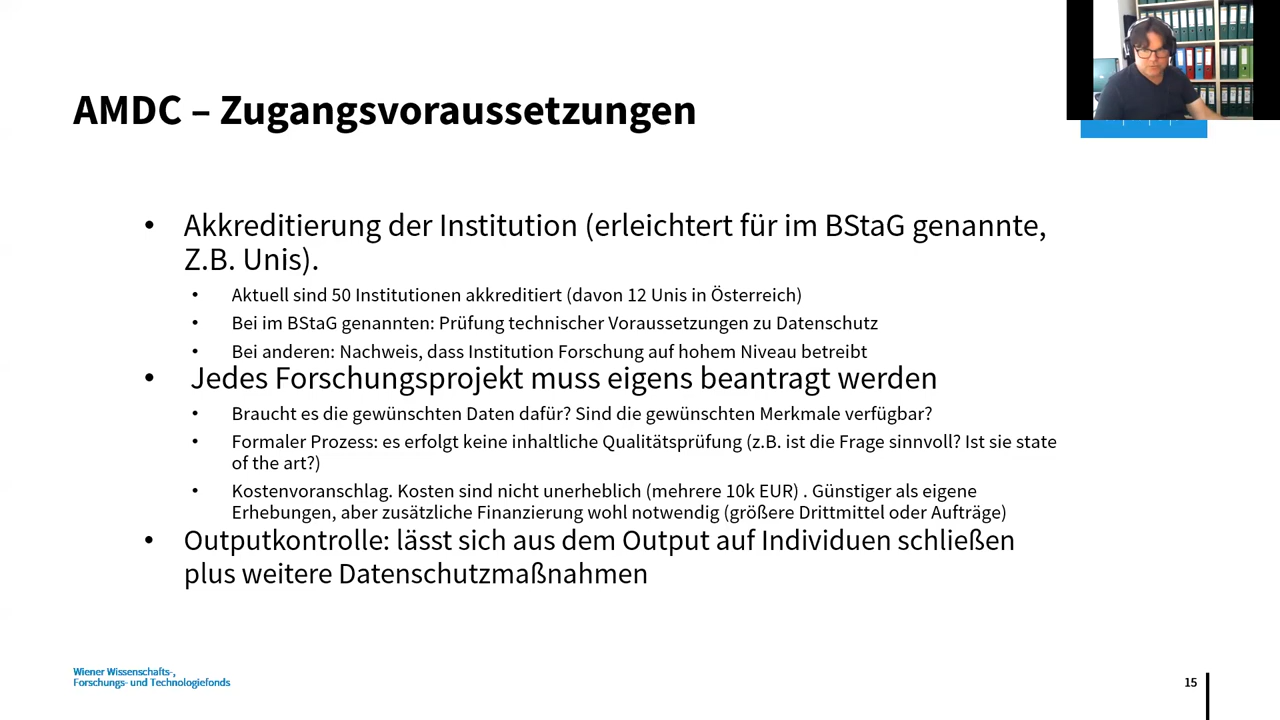 AMDC – Zugangsvoraussetzungen
• Akkreditierung der Institution (erleichtert für im BStaG genannte,
Z.B. Unis).
• Aktuell sind 50 Institutionen akkreditiert (davon 12 Unis in Österreich)
• Bei im BStaG genannten: Prüfung technischer Voraussetzungen zu Datenschutz
• Bei anderen: Nachweis, dass Institution Forschung auf hohem Niveau betreibt
• Jedes Forschungsprojekt muss eigens beantragt werden
• Braucht es die gewünschten Daten dafür? Sind die gewünschten Merkmale verfügbar?
• Formaler Prozess: es erfolgt keine inhaltliche Qualitätsprüfung (z.B. ist die Frage sinnvoll? Ist sie state
of the art?)
• Kostenvoranschlag. Kosten sind nicht unerheblich (mehrere 10k EUR) . Günstiger als eigene
Erhebungen, aber zusätzliche Finanzierung wohl notwendig (größere Drittmittel oder Aufträge)
• Outputkontrolle: lässt sich aus dem Output auf Individuen schließen
plus weitere Datenschutzmaßnahmen
Wiener Wissenschafts-,
Forschungs- und Technologiefonds
15